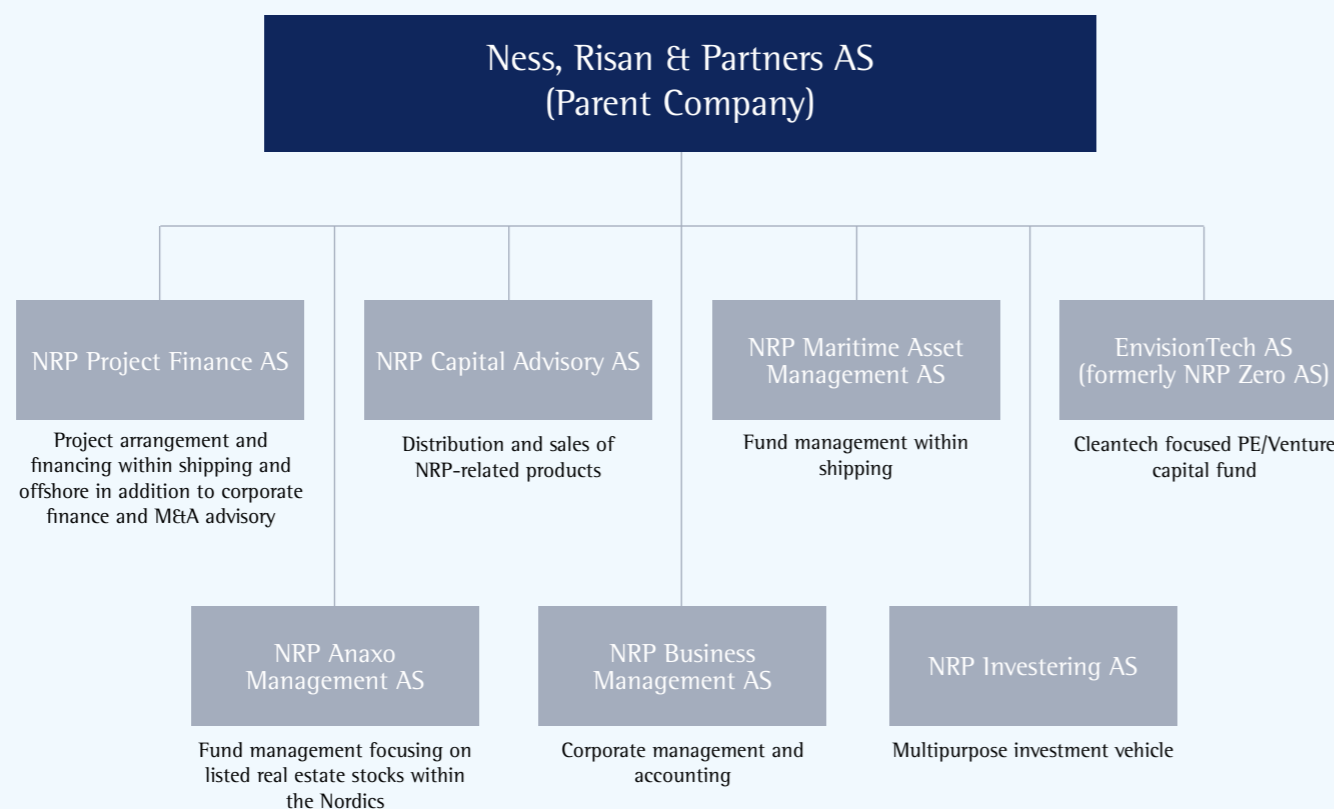 Ness, Risan & Partners AS
(Parent Company)
NRP Project Finance AS
Project arrangement and
financing within shipping and
offshore in addition to corporate
finance and M&A advisory
NRP Capital Advisory AS
Distribution and sales of
NRP-related products
NRP Maritime Asset
Management AS
Fund management within
shipping
EnvisionTech AS
(formerly NRP Zero AS)
Cleantech focused PE/Venture
capital fund
NRP Anaxo
Management AS
Fund management focusing on
listed real estate stocks within
the Nordics
NRP Business
Management AS
Corporate management and
accounting
NRP Investering AS
Multipurpose investment vehicle